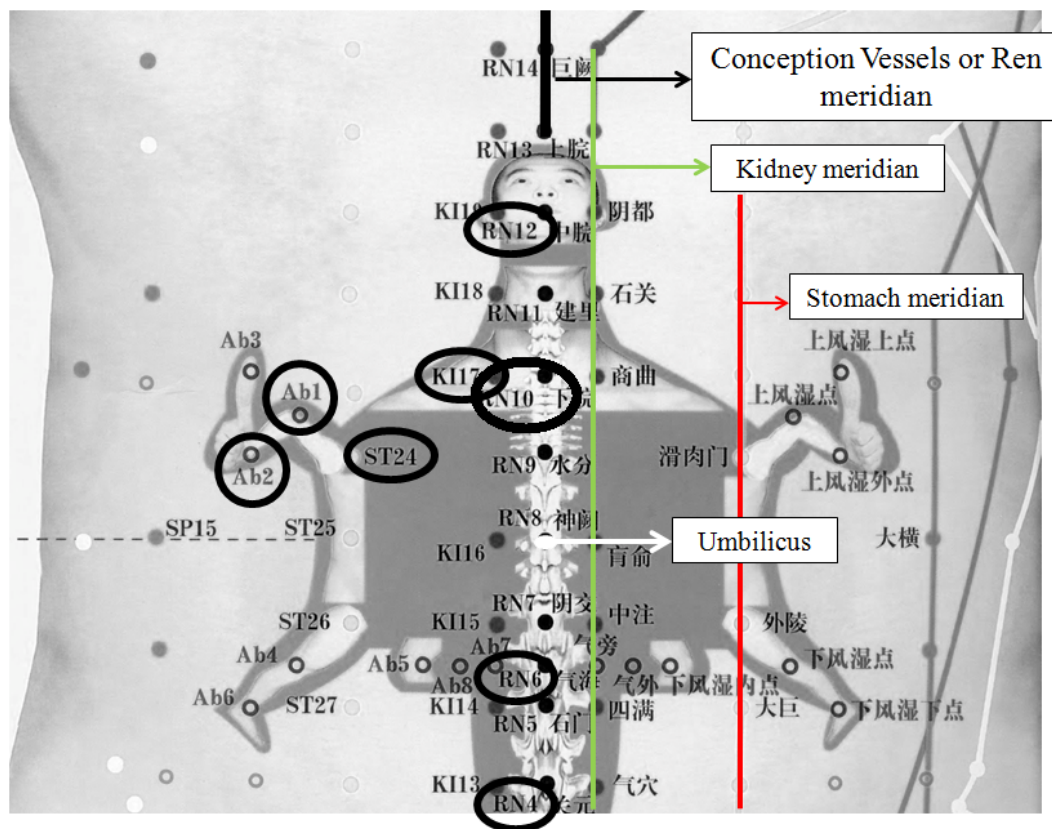 RN14 巨阙
Conception Vessels or Ren
meridian
RN13 上脘
Kidney meridian
阴都
RN12 中脘
KI18 石关
Stomach meridian
RN11 建里
Ab3 上风湿上点
KI17 商曲
Ab1 RN10 下脘 上风湿点
ST24 RN9 水分 滑肉门
Ab2 上风湿外点
SP15 ST25 RN8 神阙 大横
Umbilicus
KI16 肓俞
RN7 阴交
ST26 KI15 中注 外陵
Ab7 气旁
Ab4 Ab5 下风湿点
Ab8 RN6 气海 气外 下风湿内点
Ab6 ST27 KI14 四满 大巨 下风湿下点
RN5 石门
KI13 气穴
RN4 关元